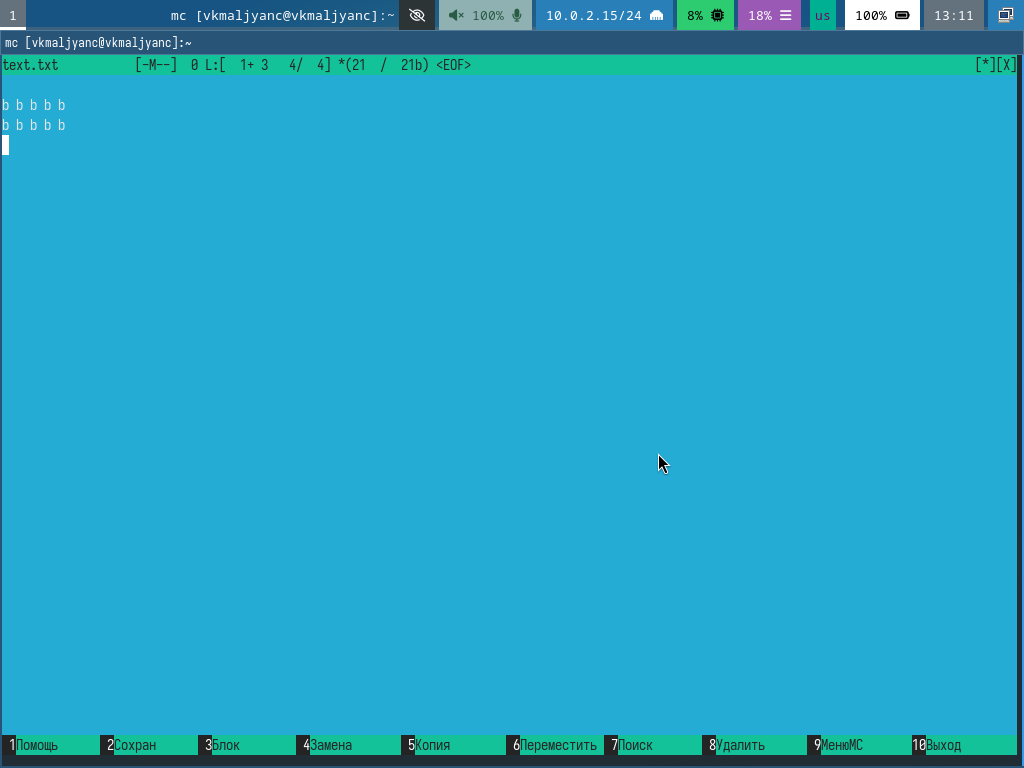 1 mc [vkmaljyanc@vkmaljyanc]:~ 100% 10.0.2.15/24 8% 18% us 100% 13:11
mc [vkmaljyanc@vkmaljyanc]:~
text.txt [-M--] 0 L:[ 1+ 3 4/ 4] *(21 / 21b) <EOF> [*][X]
b b b b b
b b b b b
1Помощь 2Сохран 3Блок 4Замена 5Копия 6Переместить 7Поиск 8Удалить 9МенюMC 10Выход